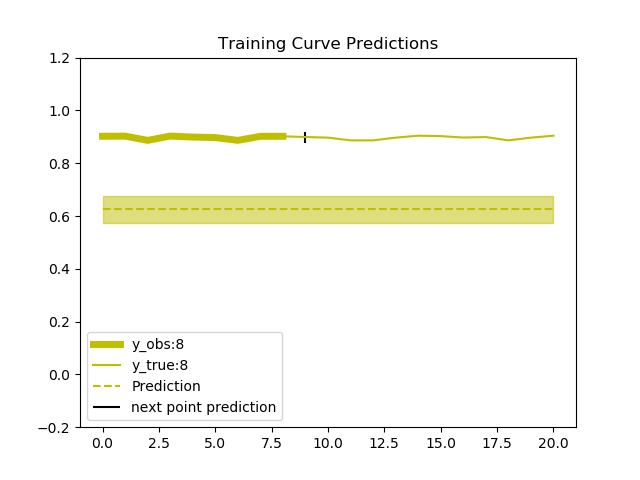 Training Curve Predictions
1.2
1.0
0.8
0.6
0.4
0.2
0.0
−0.2
y_obs:8
y_true:8
Prediction
next point prediction
0.0 2.5 5.0 7.5 10.0 12.5 15.0 17.5 20.0